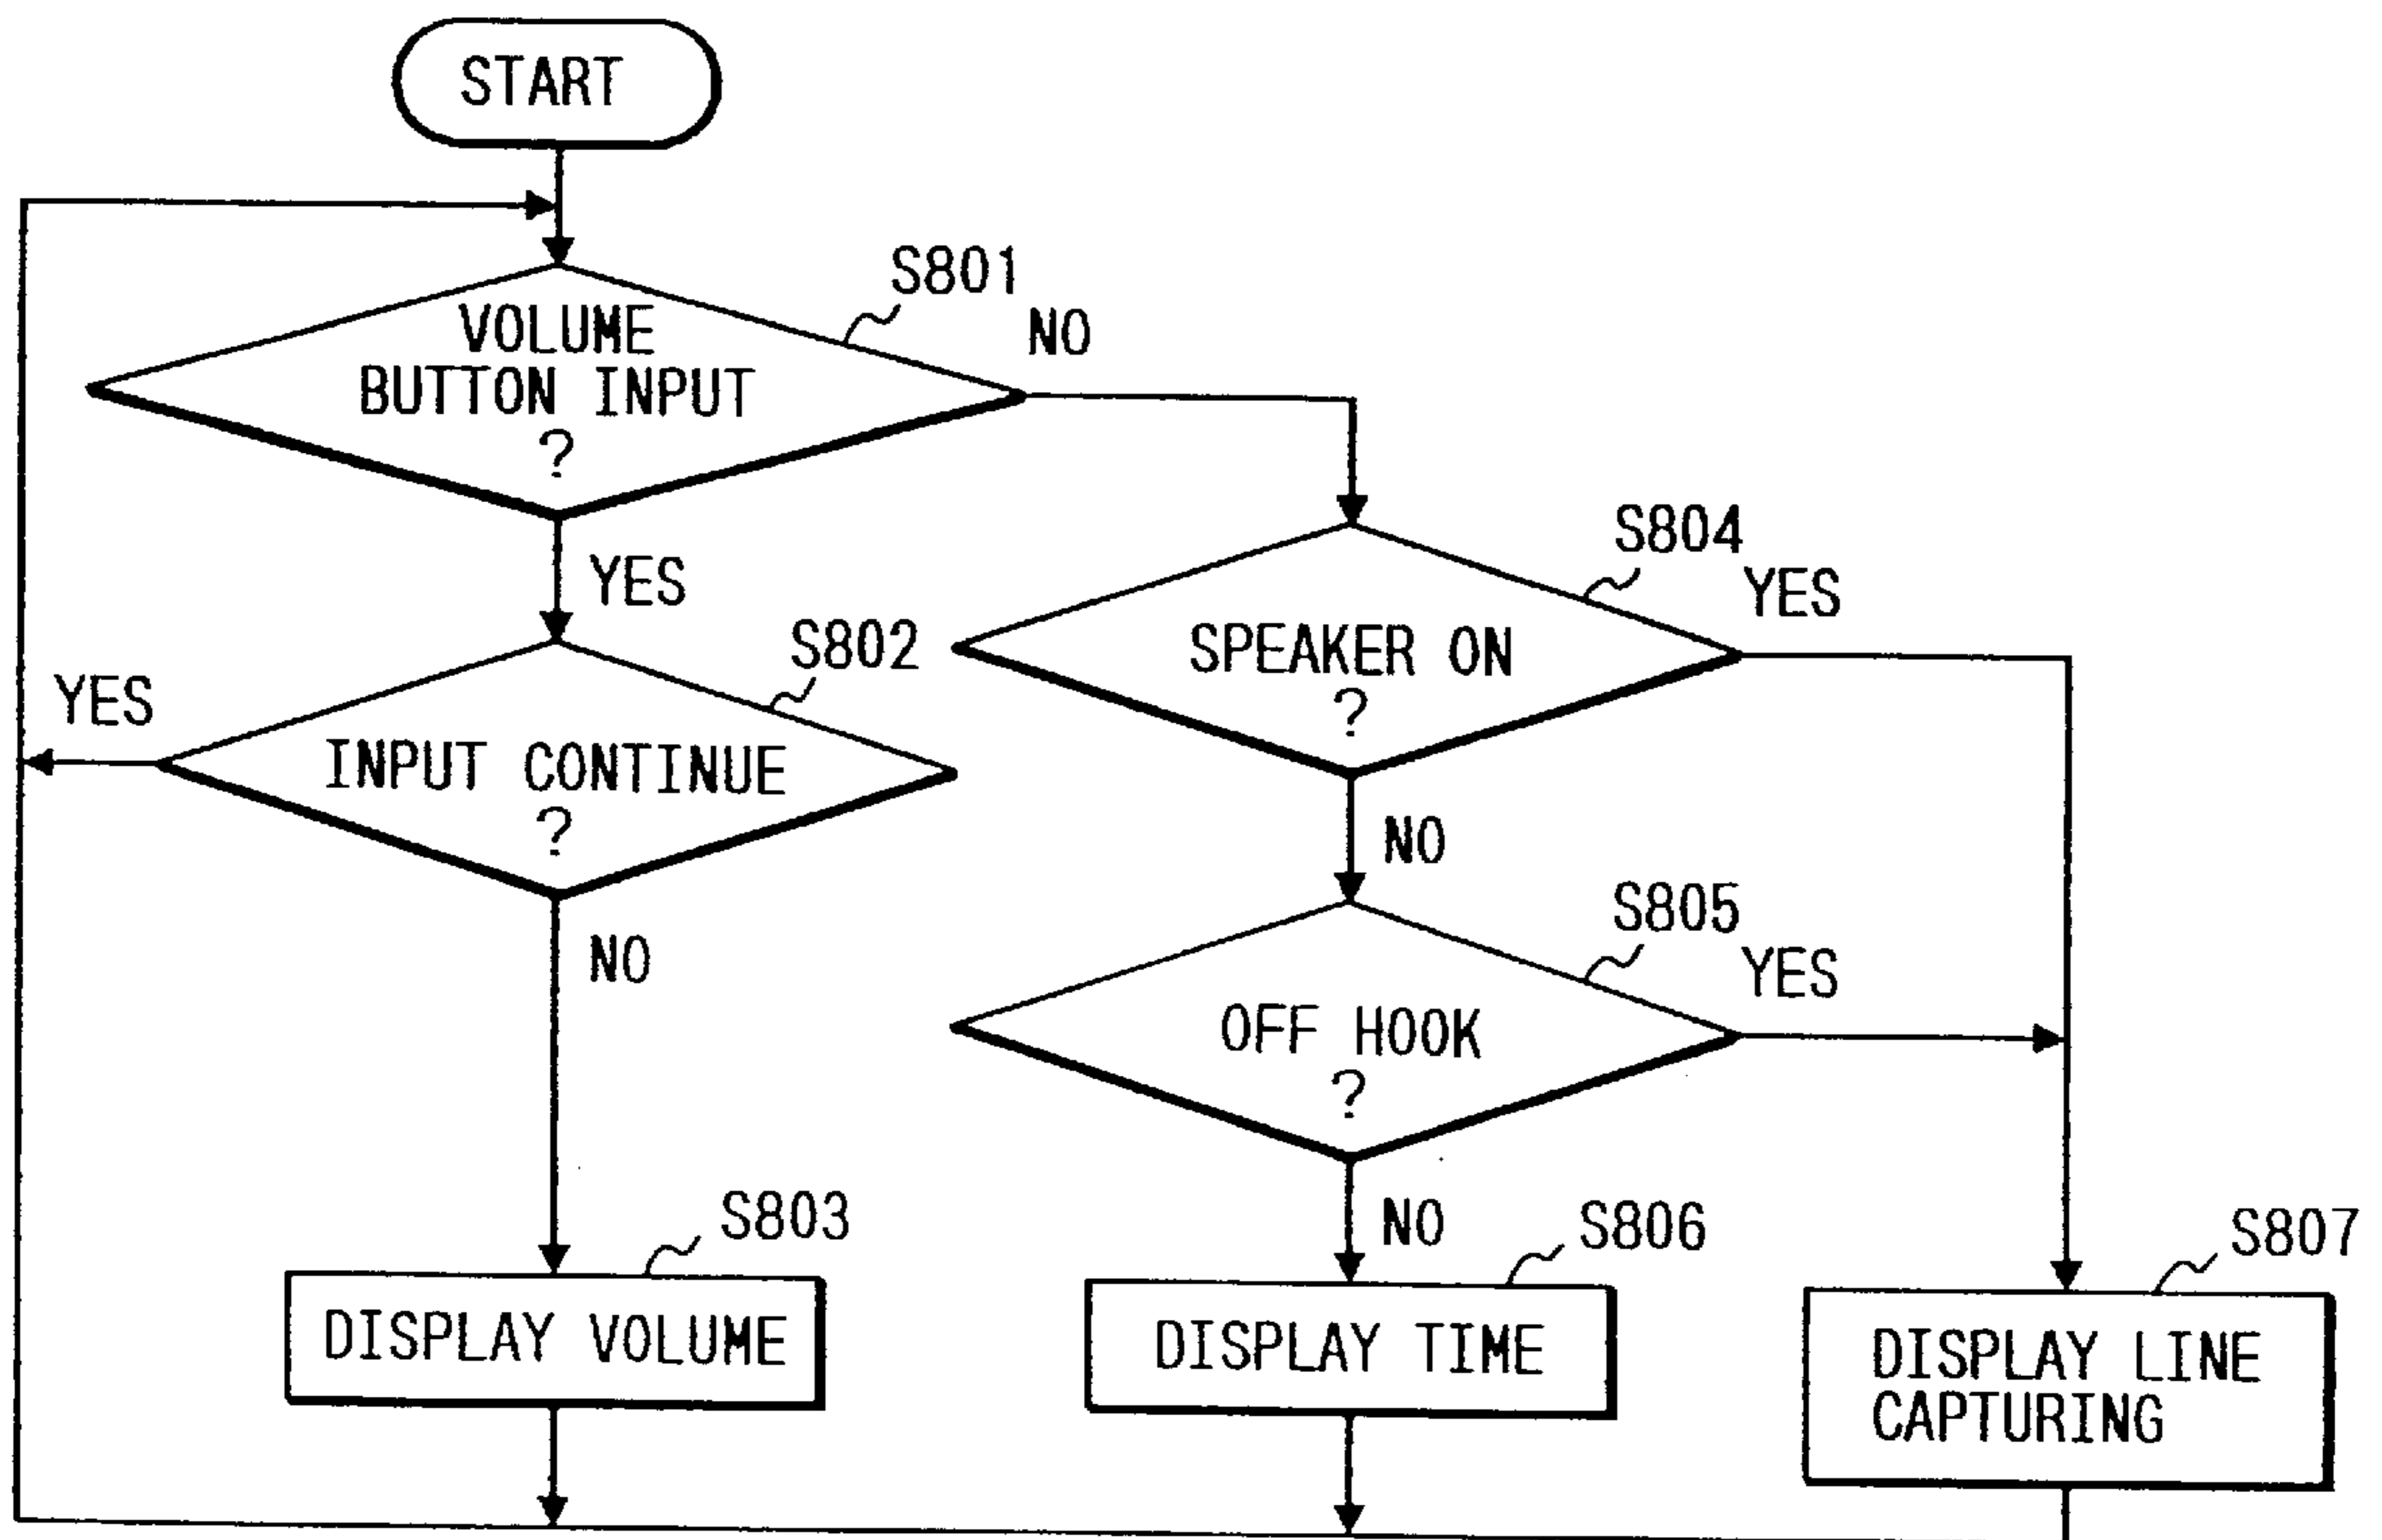 START
S801
NO
VOLUME
BUTTON INPUT
?
YES
S802
YES
INPUT CONTINUE
?
NO
S803
DISPLAY VOLUME
S804
YES
SPEAKER ON
?
NO
S805
YES
OFF HOOK
?
NO
S806
DISPLAY TIME
S807
DISPLAY LINE
CAPTURING